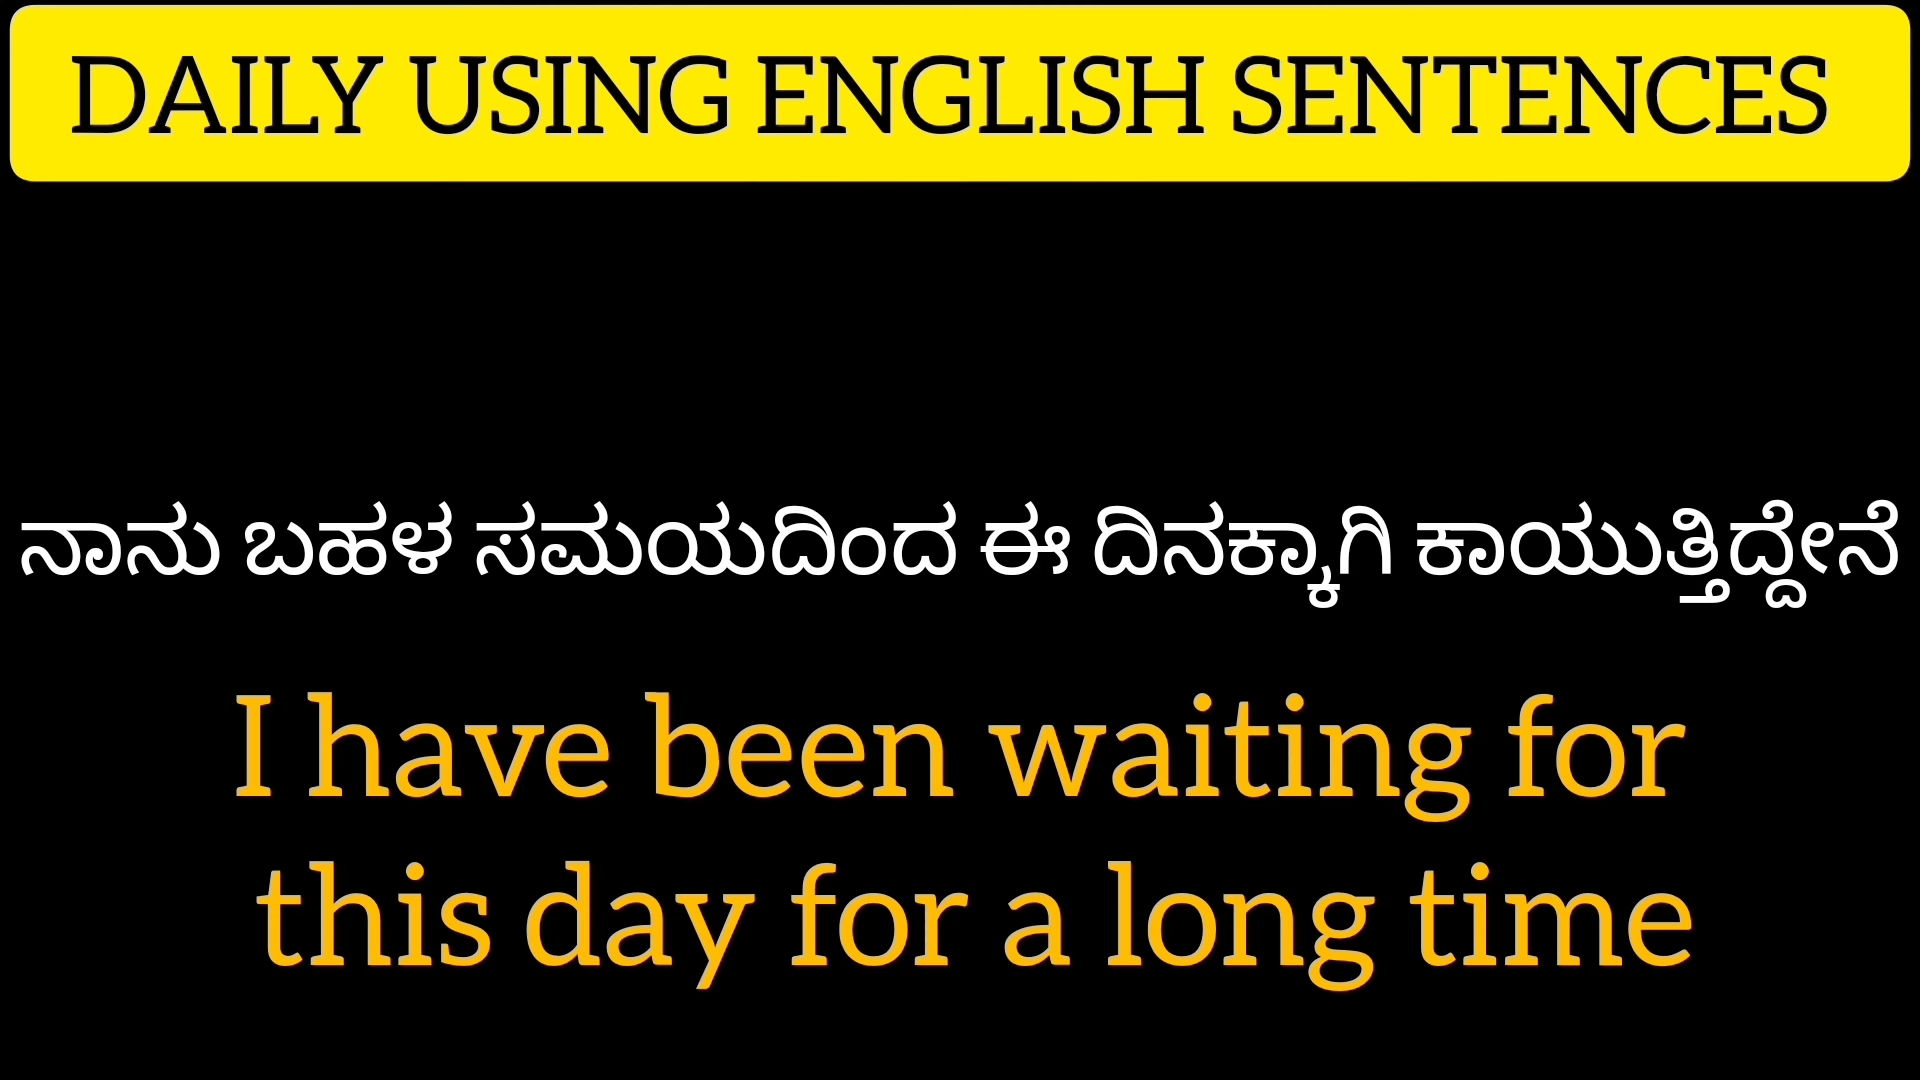 DAILY USING ENGLISH SENTENCES
ನಾನು ಬಹಳ ಸಮಯದಿಂದ ಈ ದಿನಕ್ಕಾಗಿ ಕಾಯುತ್ತಿದ್ದೇನೆ
I have been waiting for
this day for a long time